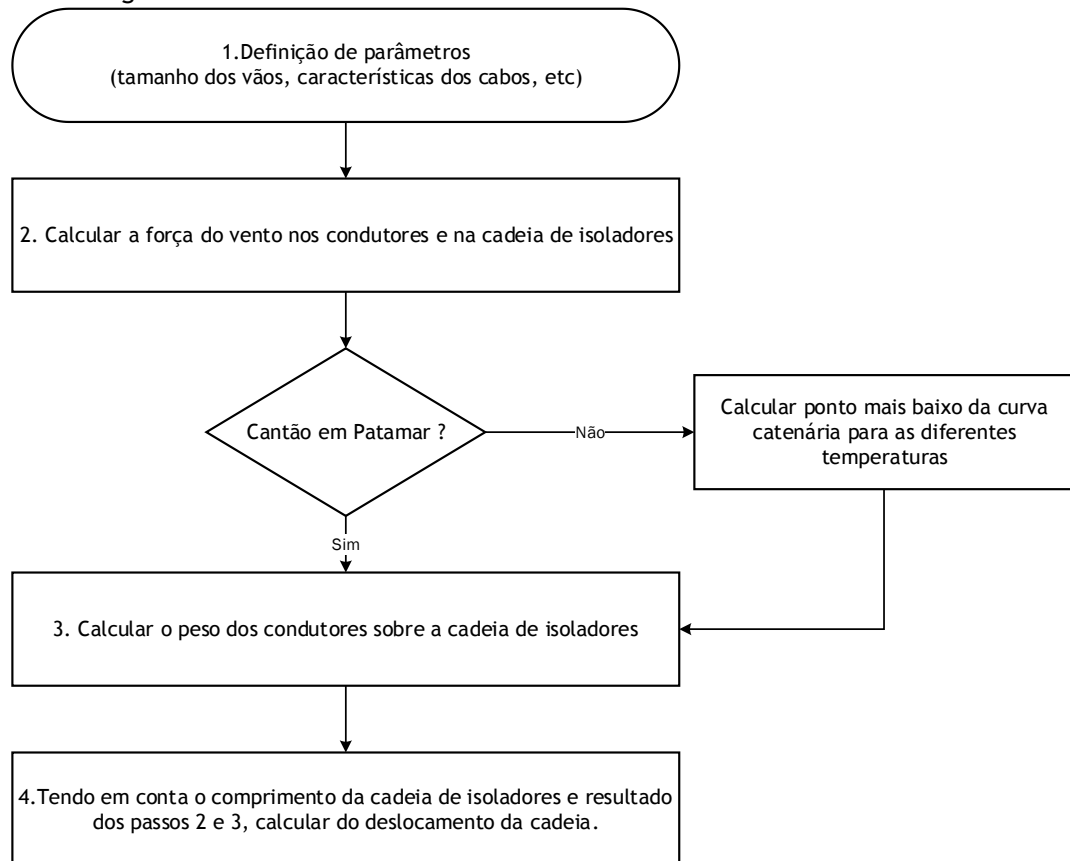 1.Definição de parâmetros
(tamanho dos vãos, características dos cabos, etc)
2. Calcular a força do vento nos condutores e na cadeia de isoladores
Cantão em Patamar ?
Não
Calcular ponto mais baixo da curva
catenária para as diferentes
temperaturas
Sim
3. Calcular o peso dos condutores sobre a cadeia de isoladores
4.Tendo em conta o comprimento da cadeia de isoladores e resultado
dos passos 2 e 3, calcular do deslocamento da cadeia.